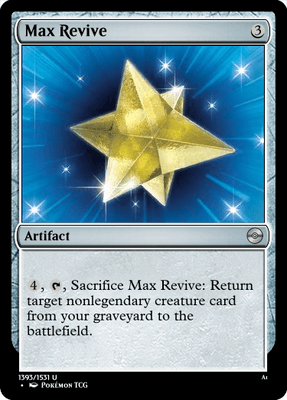 Max Revive 3
Artifact
4, , Sacrifice Max Revive: Return
target nonlegendary creature card
from your graveyard to the
battlefield.
1393/1531 U
• Pokémon TCG